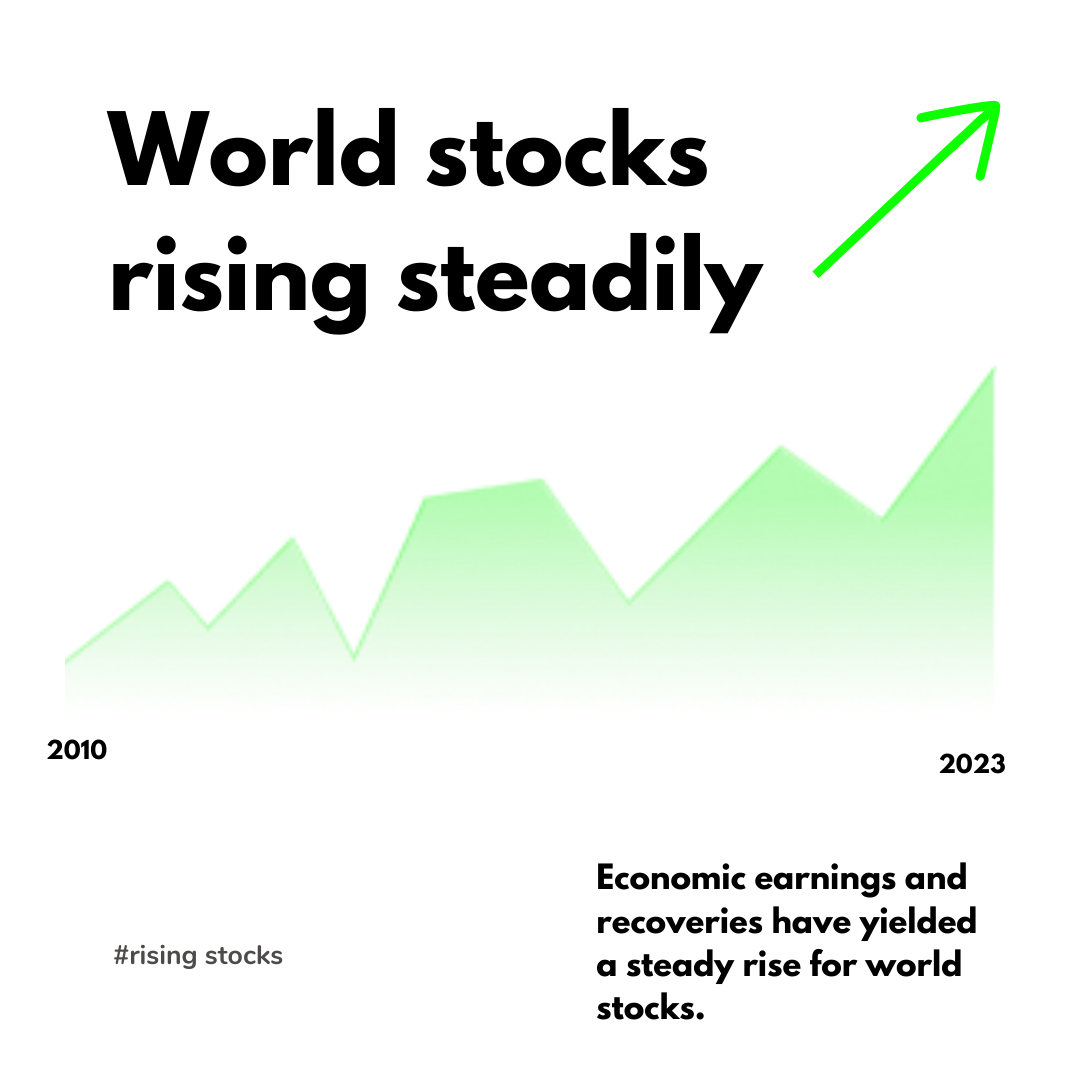 World stocks
rising steadily
2010
2023
#rising stocks
Economic earnings and
recoveries have yielded
a steady rise for world
stocks.